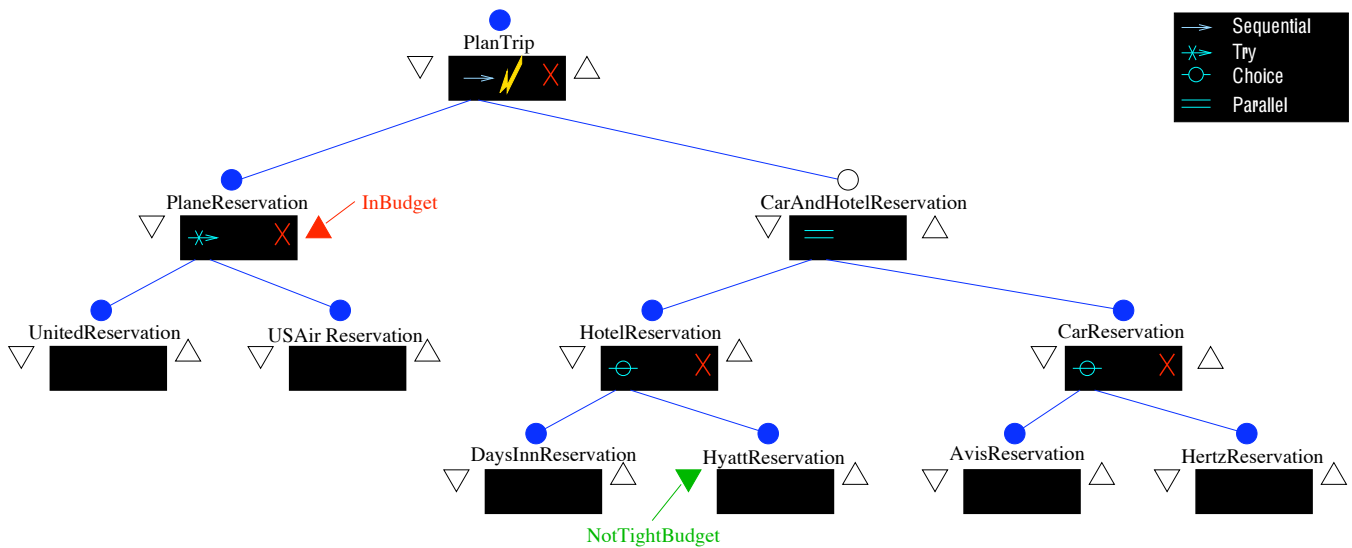 PlanTrip
Sequential
Try
Choice
Parallel
PlaneReservation
InBudget
CarAndHotelReservation
UnitedReservation
USAir Reservation
HotelReservation
CarReservation
DaysInnReservation
HyattReservation
AvisReservation
HertzReservation
NotTightBudget